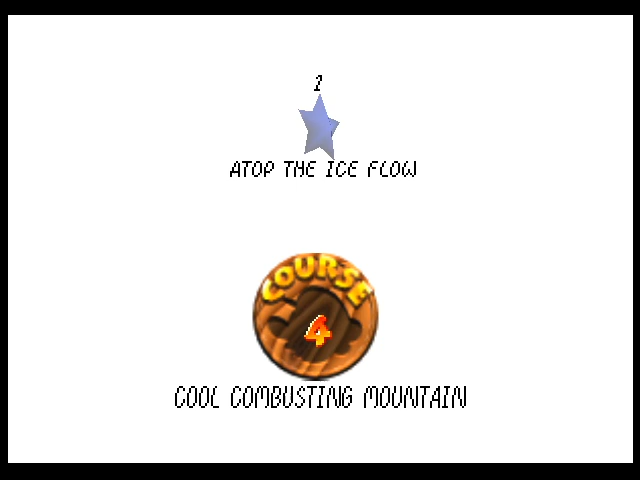 1
ATOP THE ICE FLOW
COURSE
4
COOL COMBUSTING MOUNTAIN